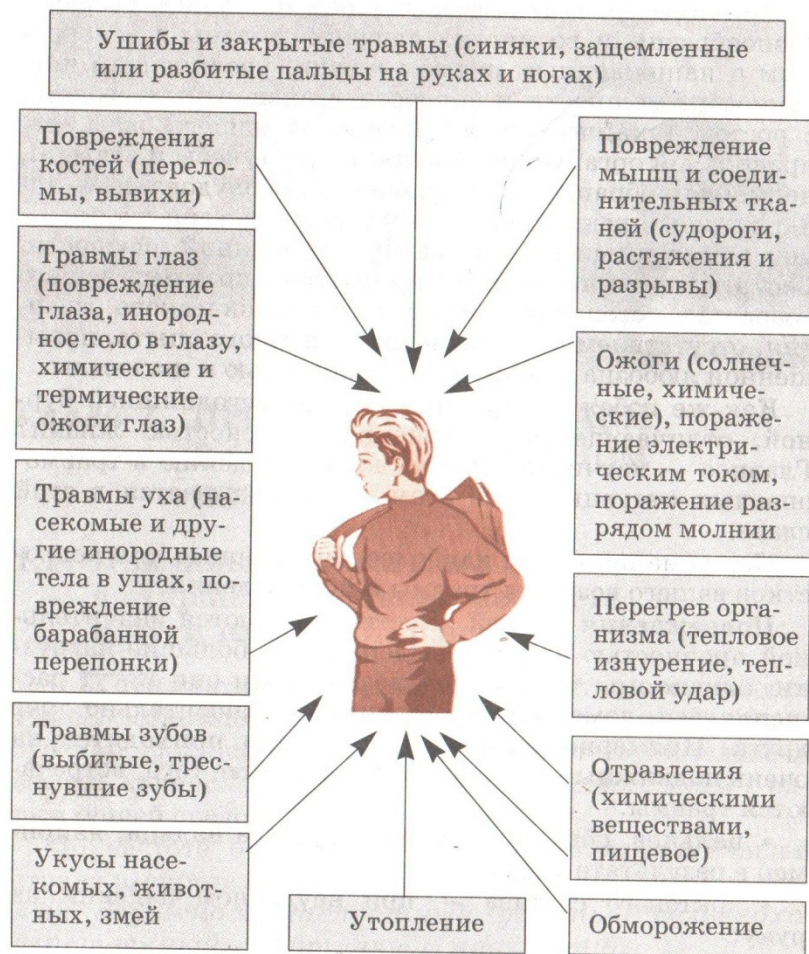 Ушибы и закрытые травмы (синяки, защемленные
или разбитые пальцы на руках и ногах)
Повреждения
костей (перело-
мы, вывихи)
Травмы глаз
(повреждение
глаза, инород-
ное тело в глазу,
химические и
термические
ожоги глаз)
Травмы уха (на-
секомые и дру-
гие инородные
тела в ушах, по-
вреждение
барабанной
перепонки)
Травмы зубов
(выбитые, трес-
нувшие зубы)
Укусы насе-
комых, живот-
ных, змей
Утопление
Повреждение
мышц и соеди-
нительных тка-
ней (судороги,
растяжения и
разрывы)
Ожоги (солнеч-
ные, химиче-
ские), пораже-
ние электриче-
ским током,
поражение раз-
рядом молнии
Перегрев орга-
низма (тепловое
изнурение, теп-
ловой удар)
Отравления
(химическими
веществами,
пищевое)
Обморожение